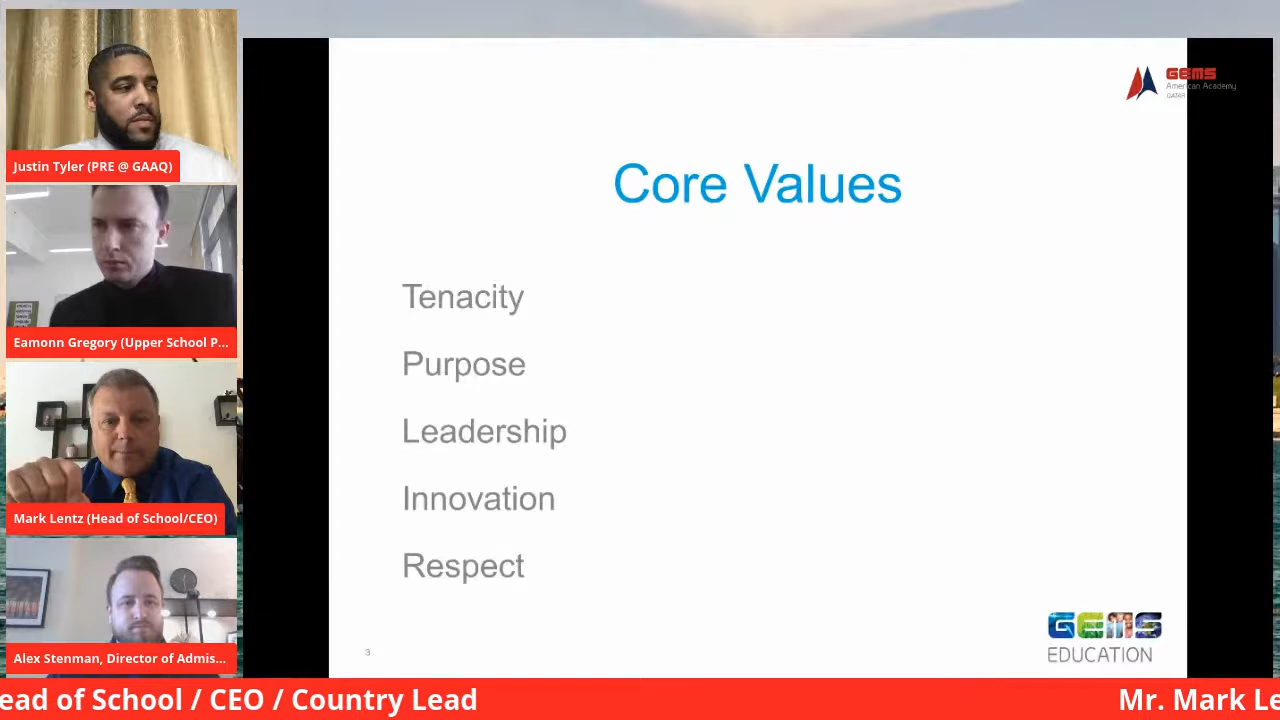 Justin Tyler (PRE @ GAAQ)
Eamonn Gregory (Upper School P...
Mark Lentz (Head of School/CEO)
Alex Stenman, Director of Admis...
GEMS
American Academy
QATAR
Core Values
Tenacity
Purpose
Leadership
Innovation
Respect
3
GEMS
EDUCATION
ead of School / CEO / Country Lead
Mr. Mark Le